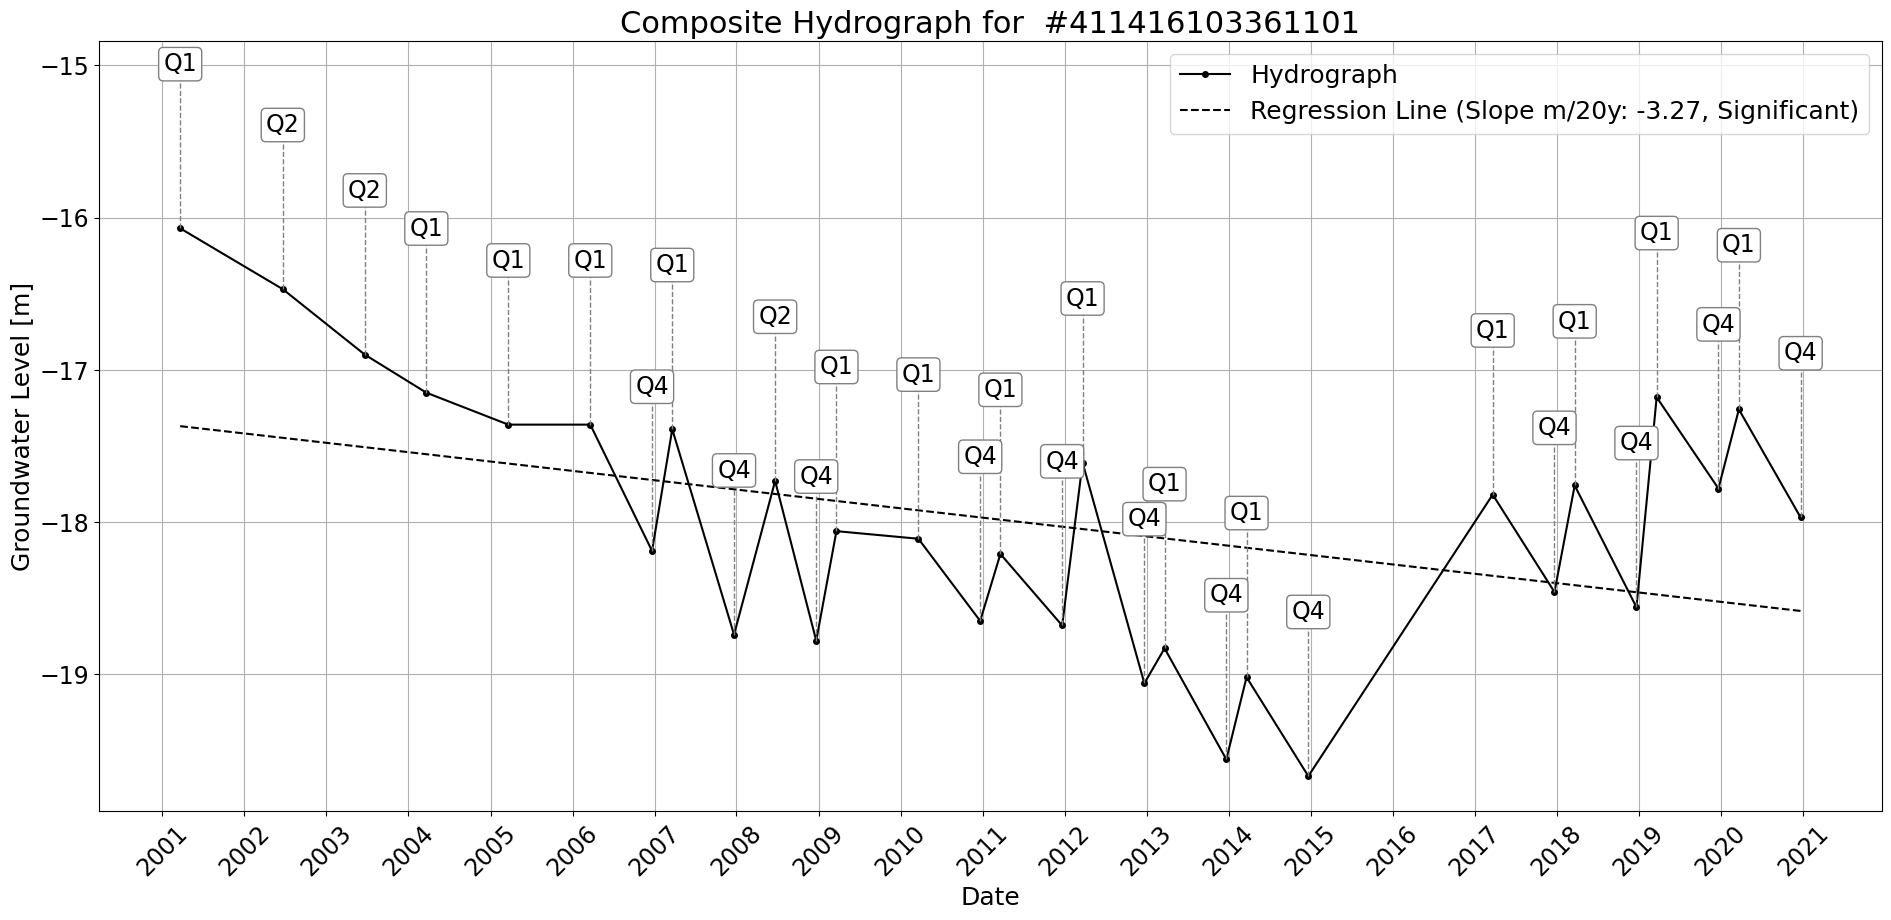 Composite Hydrograph for  #411416103361101
Hydrograph
Regression Line (Slope m/20y: -3.27, Significant)
Groundwater Level [m]
−15
−16
−17
−18
−19
Q1
Q2
Q2
Q1
Q1
Q1
Q4
Q1
Q4
Q2
Q4
Q1
Q1
Q4
Q1
Q4
Q1
Q4
Q1
Q4
Q1
Q4
Q1
Q4
Q1
Q4
Q1
Q4
Q1
Q4
2001
2002
2003
2004
2005
2006
2007
2008
2009
2010
2011
2012
2013
2014
2015
2016
2017
2018
2019
2020
2021
Date